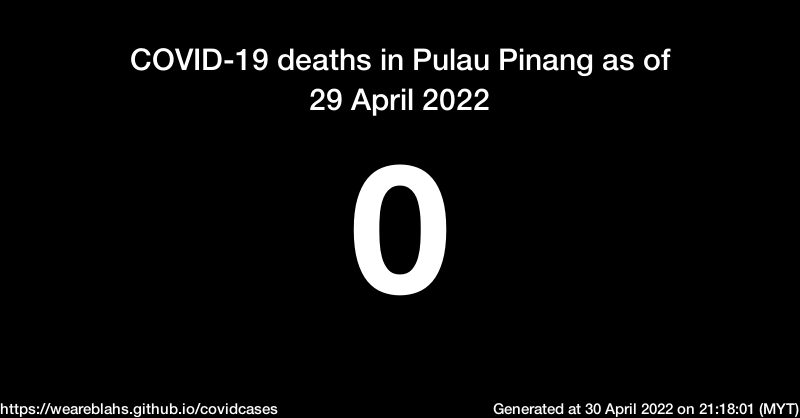 COVID-19 deaths in Pulau Pinang as of
29 April 2022
0
https://weareblahs.github.io/covidcases
Generated at 30 April 2022 on 21:18:01 (MYT)